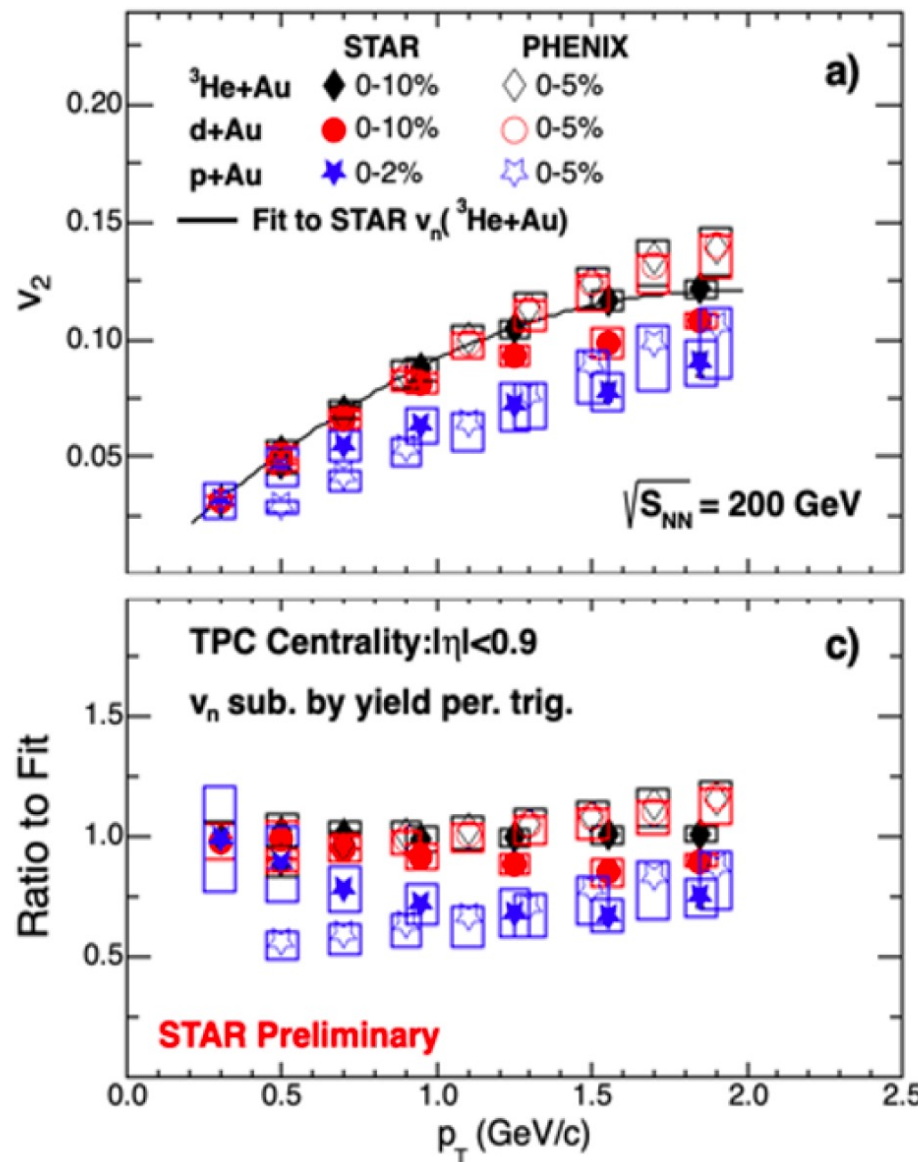 STAR PHENIX
³He+Au 0-10% 0-5%
d+Au 0-10% 0-5%
p+Au 0-2% 0-5%
Fit to STAR vₙ(³He+Au)
a)
0.20
0.15
0.10
0.05
v₂
√S_NN = 200 GeV
TPC Centrality:|η|<0.9
c)
vₙ sub. by yield per. trig.
1.5
1.0
0.5
Ratio to Fit
STAR Preliminary
0.0 0.5 1.0 1.5 2.0 2.5
p_T (GeV/c)